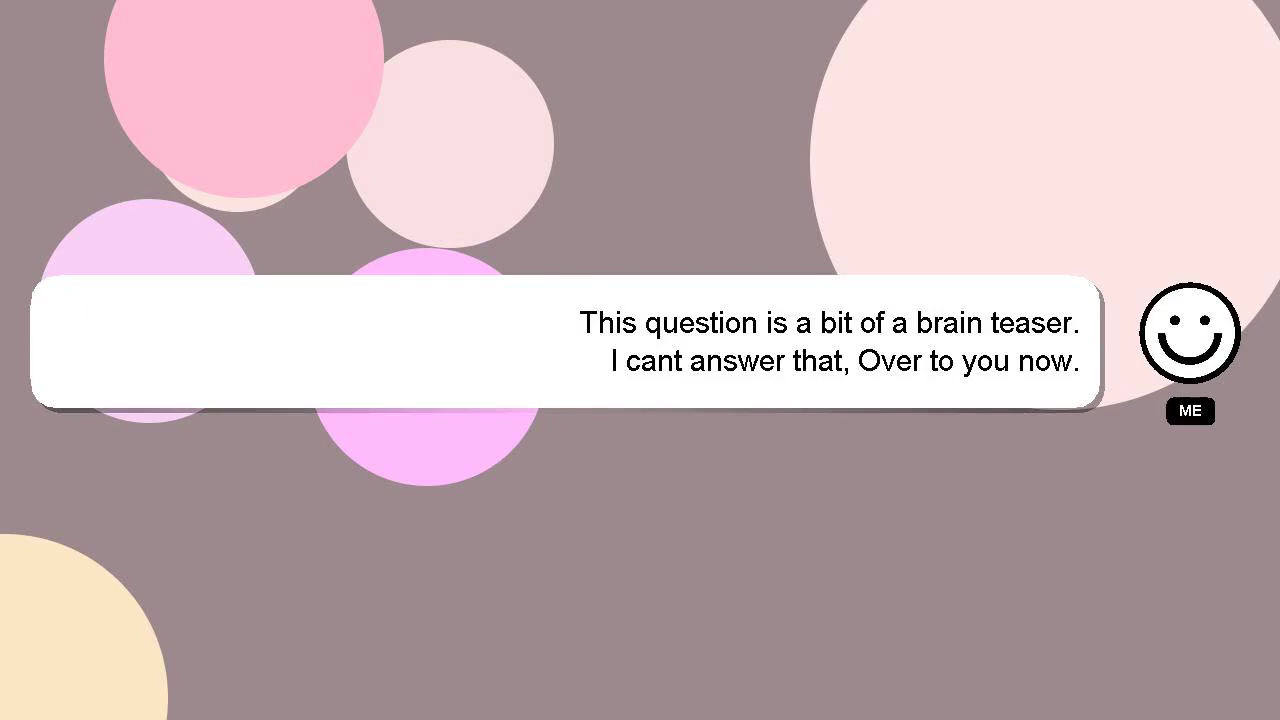 This question is a bit of a brain teaser.
I cant answer that, Over to you now.
ME